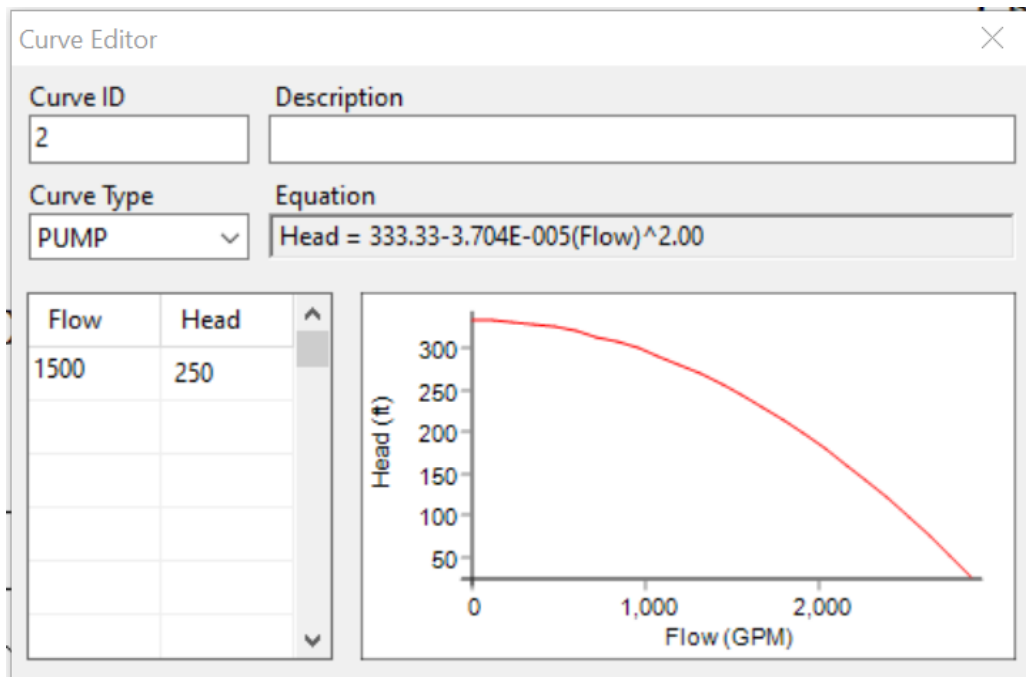 Curve Editor
Curve ID Description
2
Curve Type Equation
PUMP Head = 333.33-3.704E-005(Flow)^2.00
Flow Head
1500 250
300
250
200
150
100
50
Head (ft)
0 1,000 2,000
Flow (GPM)